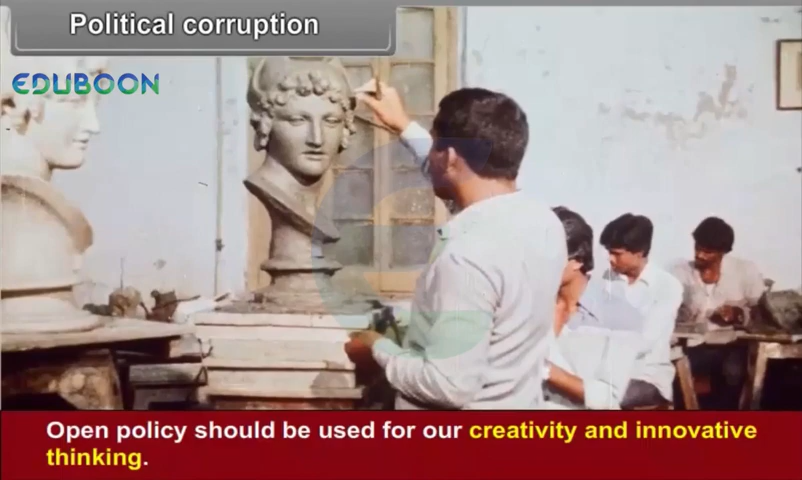 Political corruption
EDUBOON
Open policy should be used for our creativity and innovative
thinking.